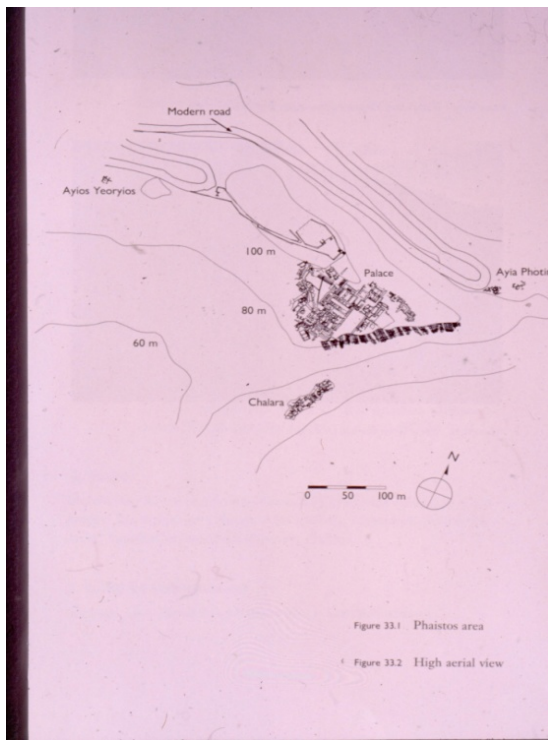 Modern road
Ayios Yeoryios
100 m
Palace
Ayia Photin
80 m
60 m
Chalara
N
0 50 100 m
Figure 33.1 Phaistos area
Figure 33.2 High aerial view